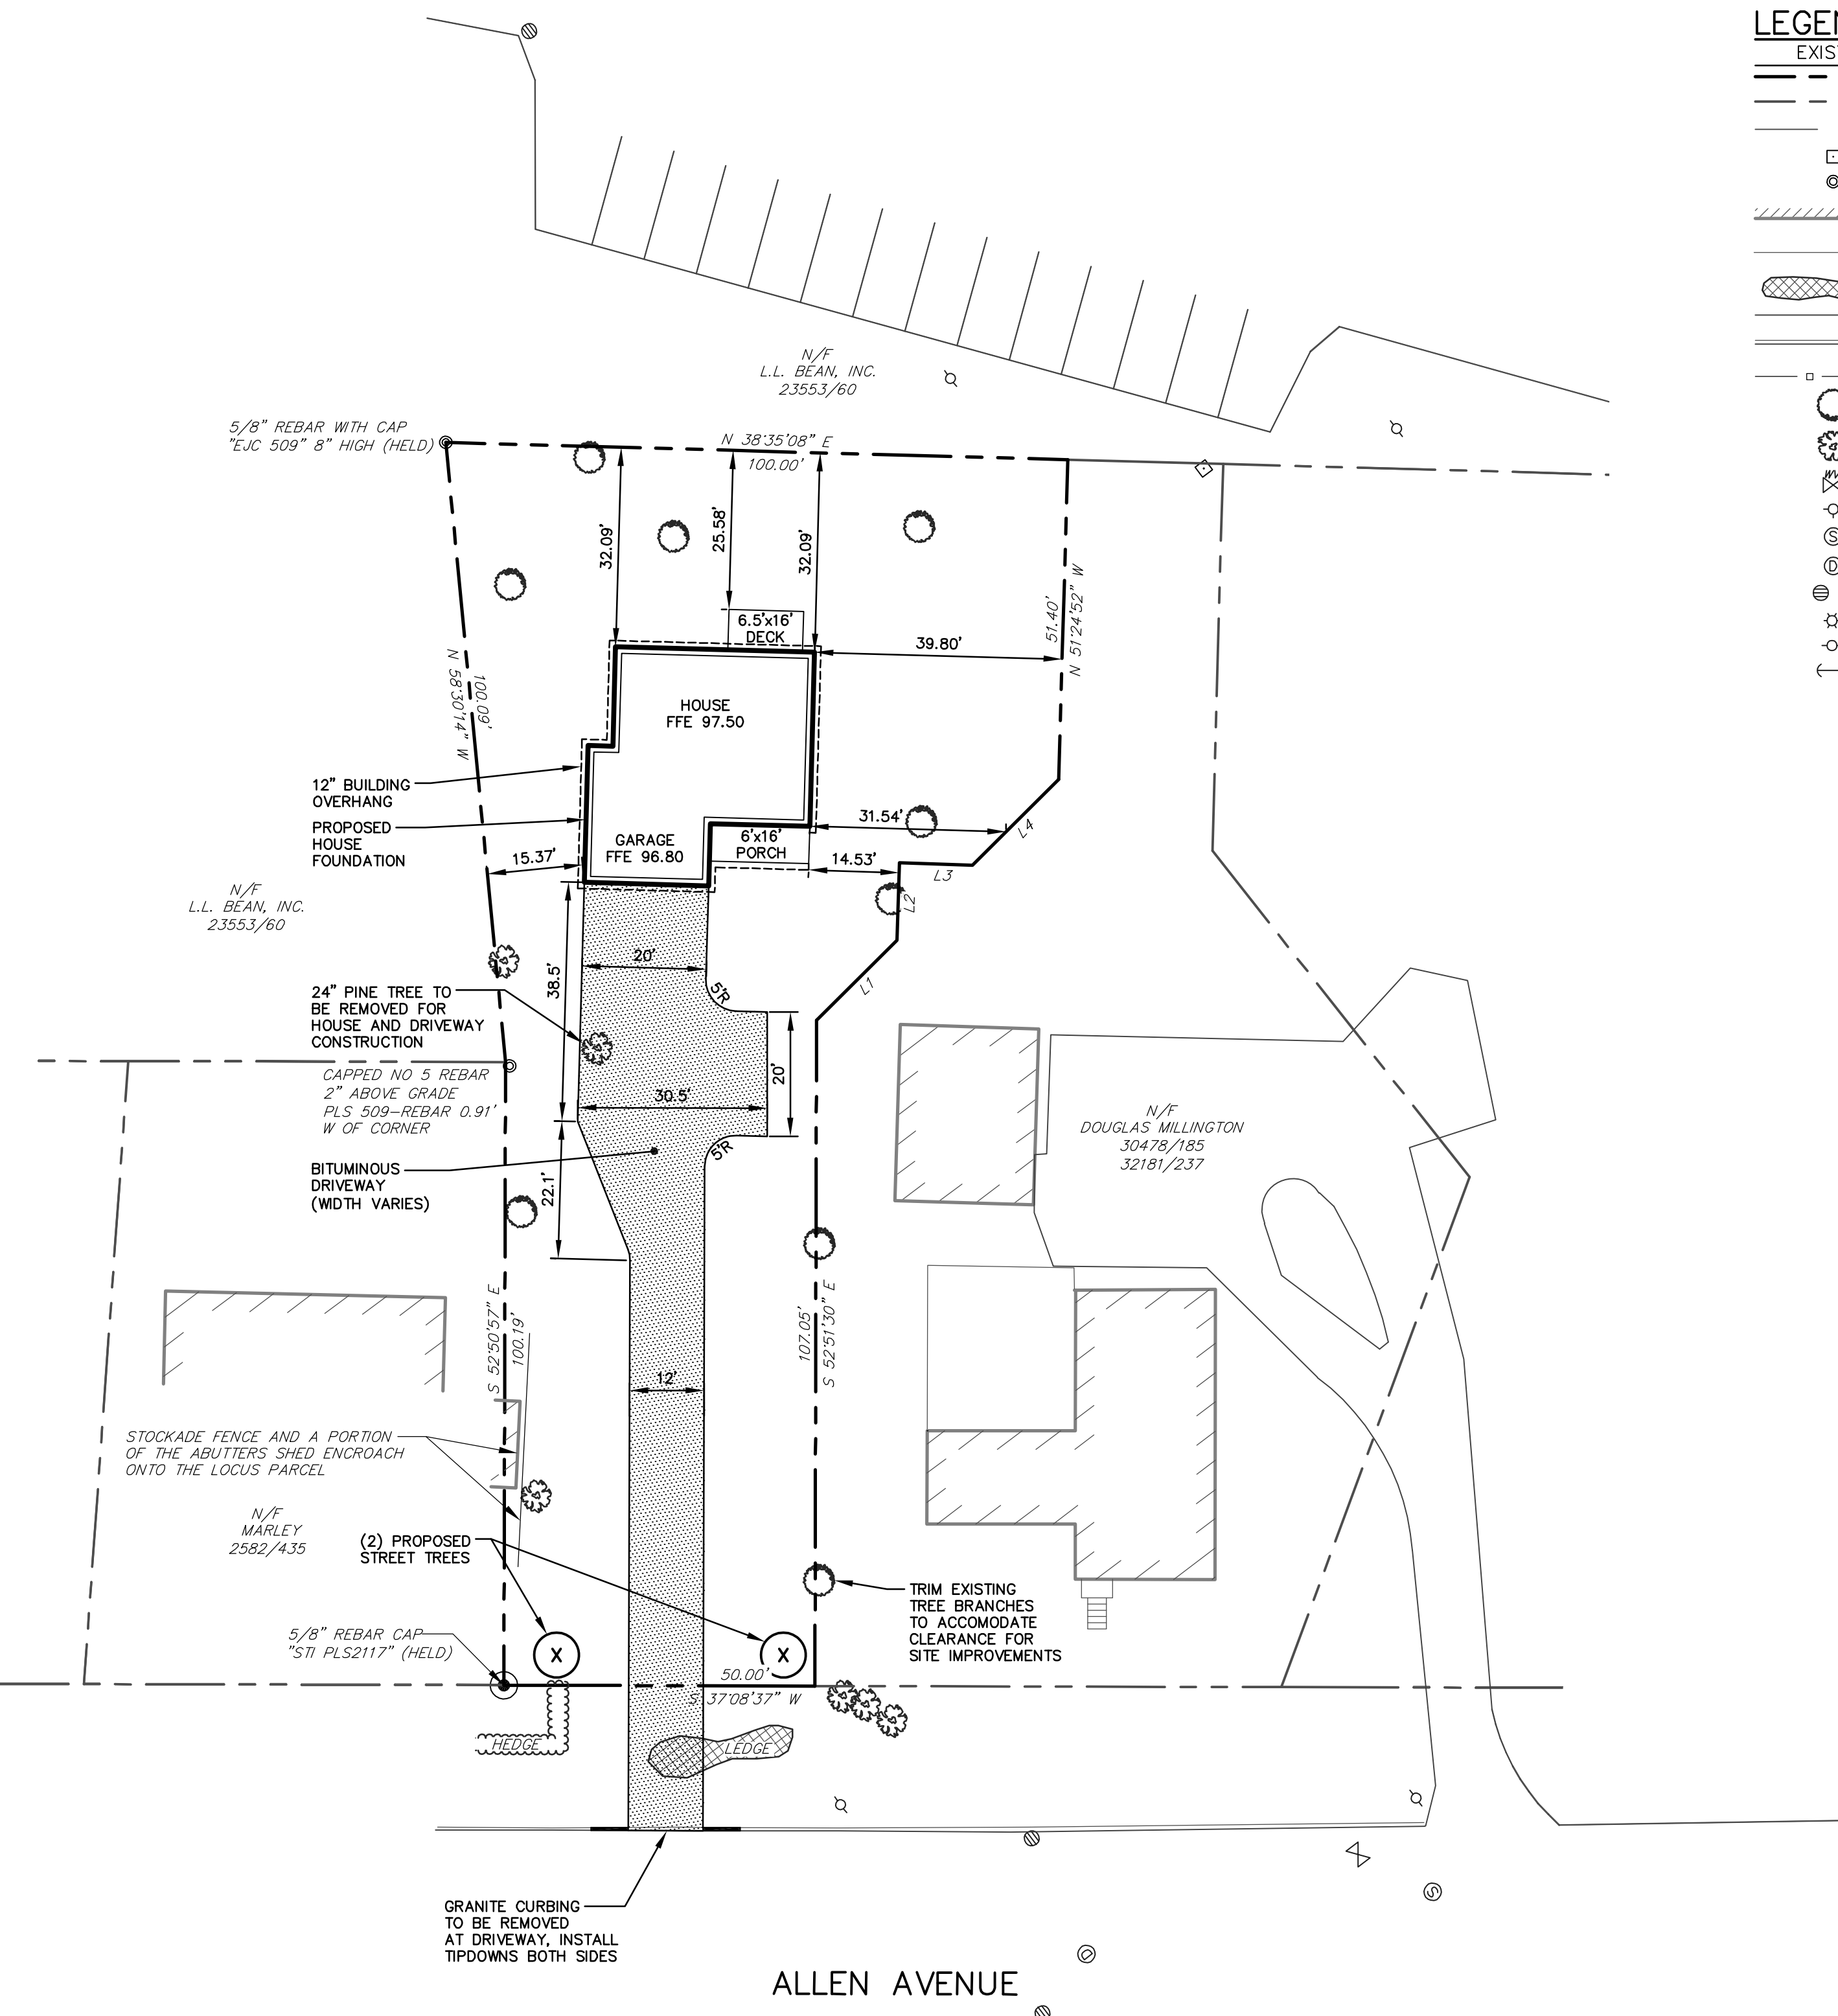 LEGEN
EXIS
N/F
L.L. BEAN, INC.
23553/60
5/8" REBAR WITH CAP
"EJC 509" 8" HIGH (HELD)
N 38°35'08" E
100.00'
32.09'
25.58'
32.09'
51.40'
N 51°24'52" W
6.5'x16'
DECK
39.80'
N 58°30'14" W
100.09'
HOUSE
FFE 97.50
12" BUILDING
OVERHANG
PROPOSED
HOUSE
FOUNDATION
31.54'
L4
GARAGE
FFE 96.80
6'x16'
PORCH
15.37'
14.53'
L3
N/F
L.L. BEAN, INC.
23553/60
L2
20'
38.5'
L1
5'R
24" PINE TREE TO
BE REMOVED FOR
HOUSE AND DRIVEWAY
CONSTRUCTION
20'
CAPPED NO 5 REBAR
2" ABOVE GRADE
PLS 509-REBAR 0.91'
W OF CORNER
30.5'
N/F
DOUGLAS MILLINGTON
30478/185
32181/237
5'R
BITUMINOUS
DRIVEWAY
(WIDTH VARIES)
22.1'
S 52°50'57" E
100.19'
107.05'
S 52°51'30" E
12'
STOCKADE FENCE AND A PORTION
OF THE ABUTTERS SHED ENCROACH
ONTO THE LOCUS PARCEL
N/F
MARLEY
2582/435
(2) PROPOSED
STREET TREES
TRIM EXISTING
TREE BRANCHES
TO ACCOMODATE
CLEARANCE FOR
SITE IMPROVEMENTS
5/8" REBAR CAP
"STI PLS2117" (HELD)
X
X
50.00'
S 37°08'37" W
HEDGE
LEDGE
S
D
GRANITE CURBING
TO BE REMOVED
AT DRIVEWAY, INSTALL
TIPDOWNS BOTH SIDES
ALLEN AVENUE
S
D